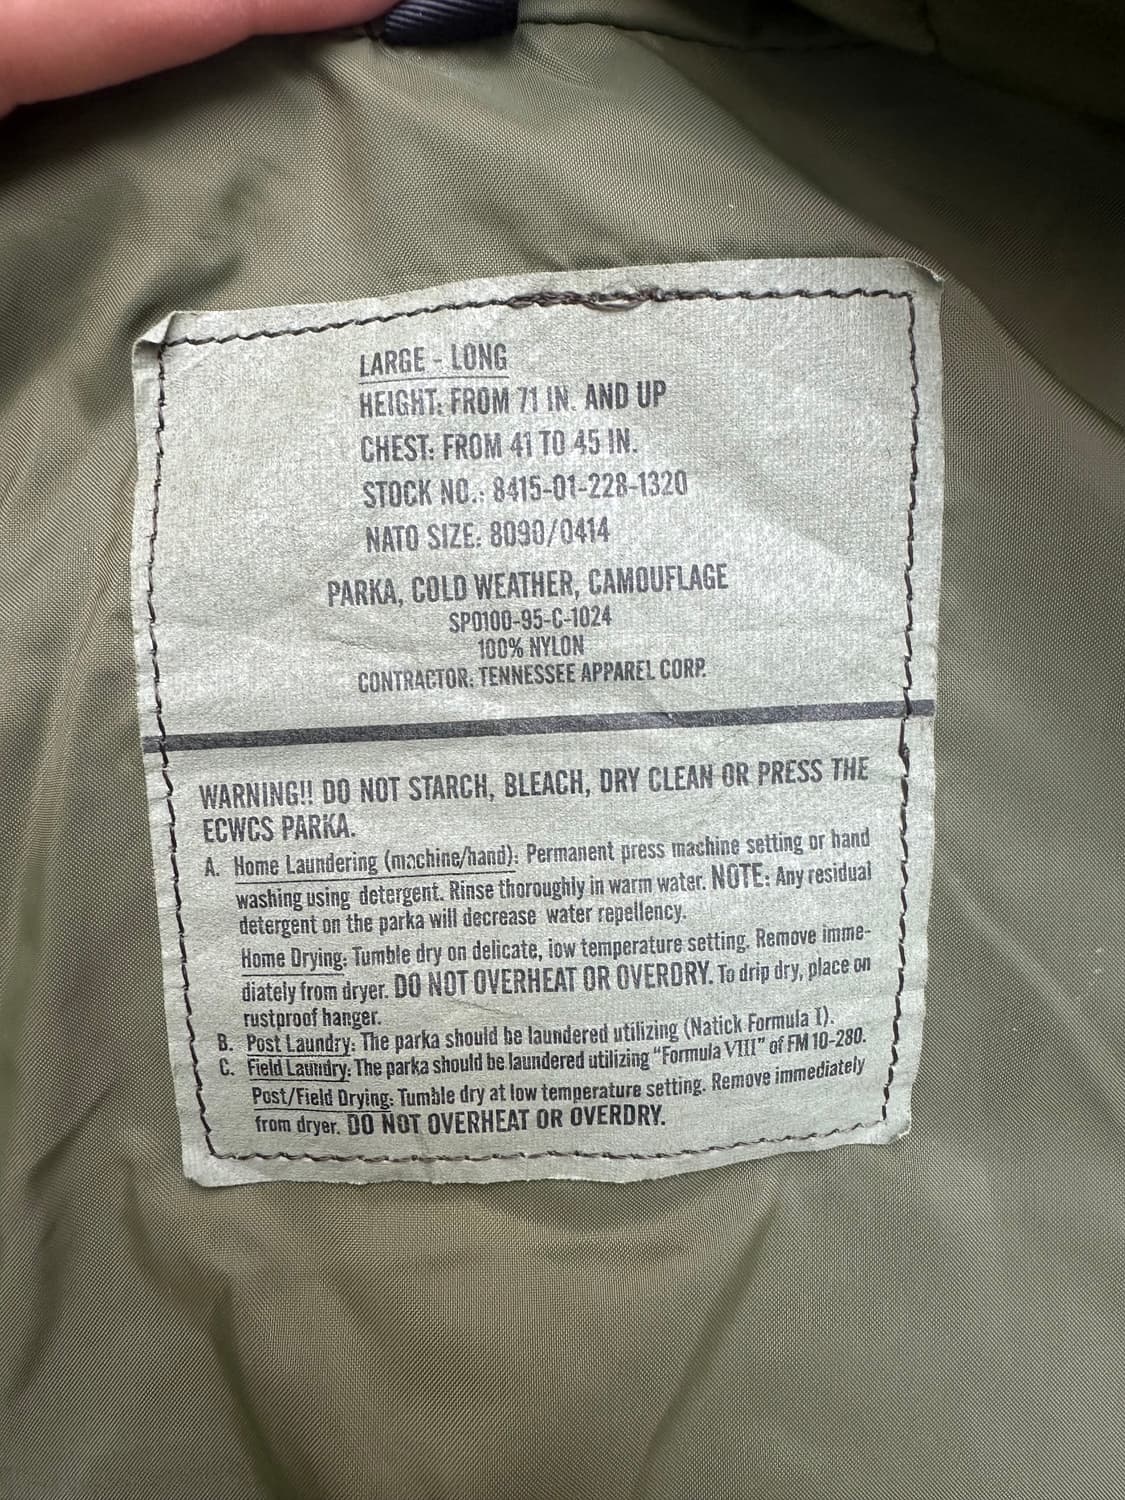 LARGE - LONG
HEIGHT: FROM 71 IN. AND UP
CHEST: FROM 41 TO 45 IN.
STOCK NO.: 8415-01-228-1320
NATO SIZE: 8090/0414
PARKA, COLD WEATHER, CAMOUFLAGE
SP0100-95-C-1024
100% NYLON
CONTRACTOR: TENNESSEE APPAREL CORP.
WARNING!! DO NOT STARCH, BLEACH, DRY CLEAN OR PRESS THE
ECWCS PARKA.
A. Home Laundering (machine/hand): Permanent press machine setting or hand
washing using detergent. Rinse thoroughly in warm water. NOTE: Any residual
detergent on the parka will decrease water repellency.
Home Drying: Tumble dry on delicate, low temperature setting. Remove imme-
diately from dryer. DO NOT OVERHEAT OR OVERDRY. To drip dry, place on
rustproof hanger.
B. Post Laundry: The parka should be laundered utilizing (Natick Formula I).
C. Field Laundry: The parka should be laundered utilizing "Formula VIII" of FM 10-280.
Post/Field Drying: Tumble dry at low temperature setting. Remove immediately
from dryer. DO NOT OVERHEAT OR OVERDRY.